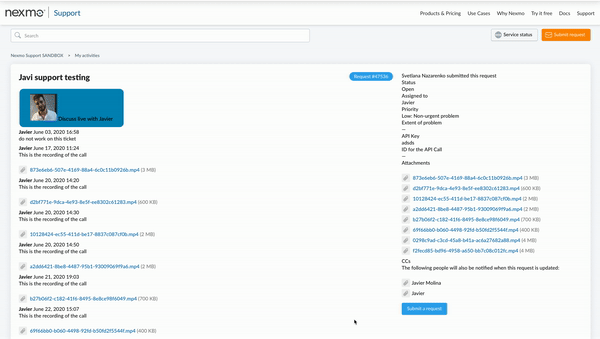 nexmo Support
Products & Pricing Use Cases Why Nexmo Try it free Docs Support
Search
Service status
Submit request
Nexmo Support SANDBOX My activities
Javi support testing
Request #47536
Discuss live with Javier
Javier June 03, 2020 16:58
do not work on this ticket
Javier June 17, 2020 11:24
This is the recording of the call
873e6eb6-507e-4169-88a4-6c0c11b0926b.mp4 (3 MB)
Javier June 20, 2020 14:20
This is the recording of the call
d2bf771e-9dca-4e93-8e5f-ee8302c61283.mp4 (600 KB)
Javier June 20, 2020 14:30
This is the recording of the call
10128424-ec55-411d-be17-8837c087cf0b.mp4 (2 MB)
Javier June 20, 2020 14:50
This is the recording of the call
a2dd6421-8be8-4487-95b1-93009069f9a6.mp4 (2 MB)
Javier June 21, 2020 19:03
This is the recording of the call
b27b06f2-c182-41f6-8495-8e8ce98f6049.mp4 (700 KB)
Javier June 22, 2020 15:07
This is the recording of the call
69f66bb0-b060-4498-92fd-b50fd2f5544f.mp4 (400 KB)
Svetlana Nazarenko submitted this request
Status
Open
Assigned to
Javier
Priority
Low: Non-urgent problem
Extent of problem
--
API Key
adsds
ID for the API Call
--
Attachments
873e6eb6-507e-4169-88a4-6c0c11b0926b.mp4 (3 MB)
d2bf771e-9dca-4e93-8e5f-ee8302c61283.mp4 (600 KB)
10128424-ec55-411d-be17-8837c087cf0b.mp4 (2 MB)
a2dd6421-8be8-4487-95b1-93009069f9a6.mp4 (2 MB)
b27b06f2-c182-41f6-8495-8e8ce98f6049.mp4 (700 KB)
69f66bb0-b060-4498-92fd-b50fd2f5544f.mp4 (400 KB)
0298c9ad-c3cd-45a8-b41a-ac6a27682a88.mp4 (4 MB)
f2fecd85-bd96-4958-a650-bb7c08c012fc.mp4 (4 MB)
CCs
The following people will also be notified when this request is updated:
Javier Molina
Javier
Submit a request